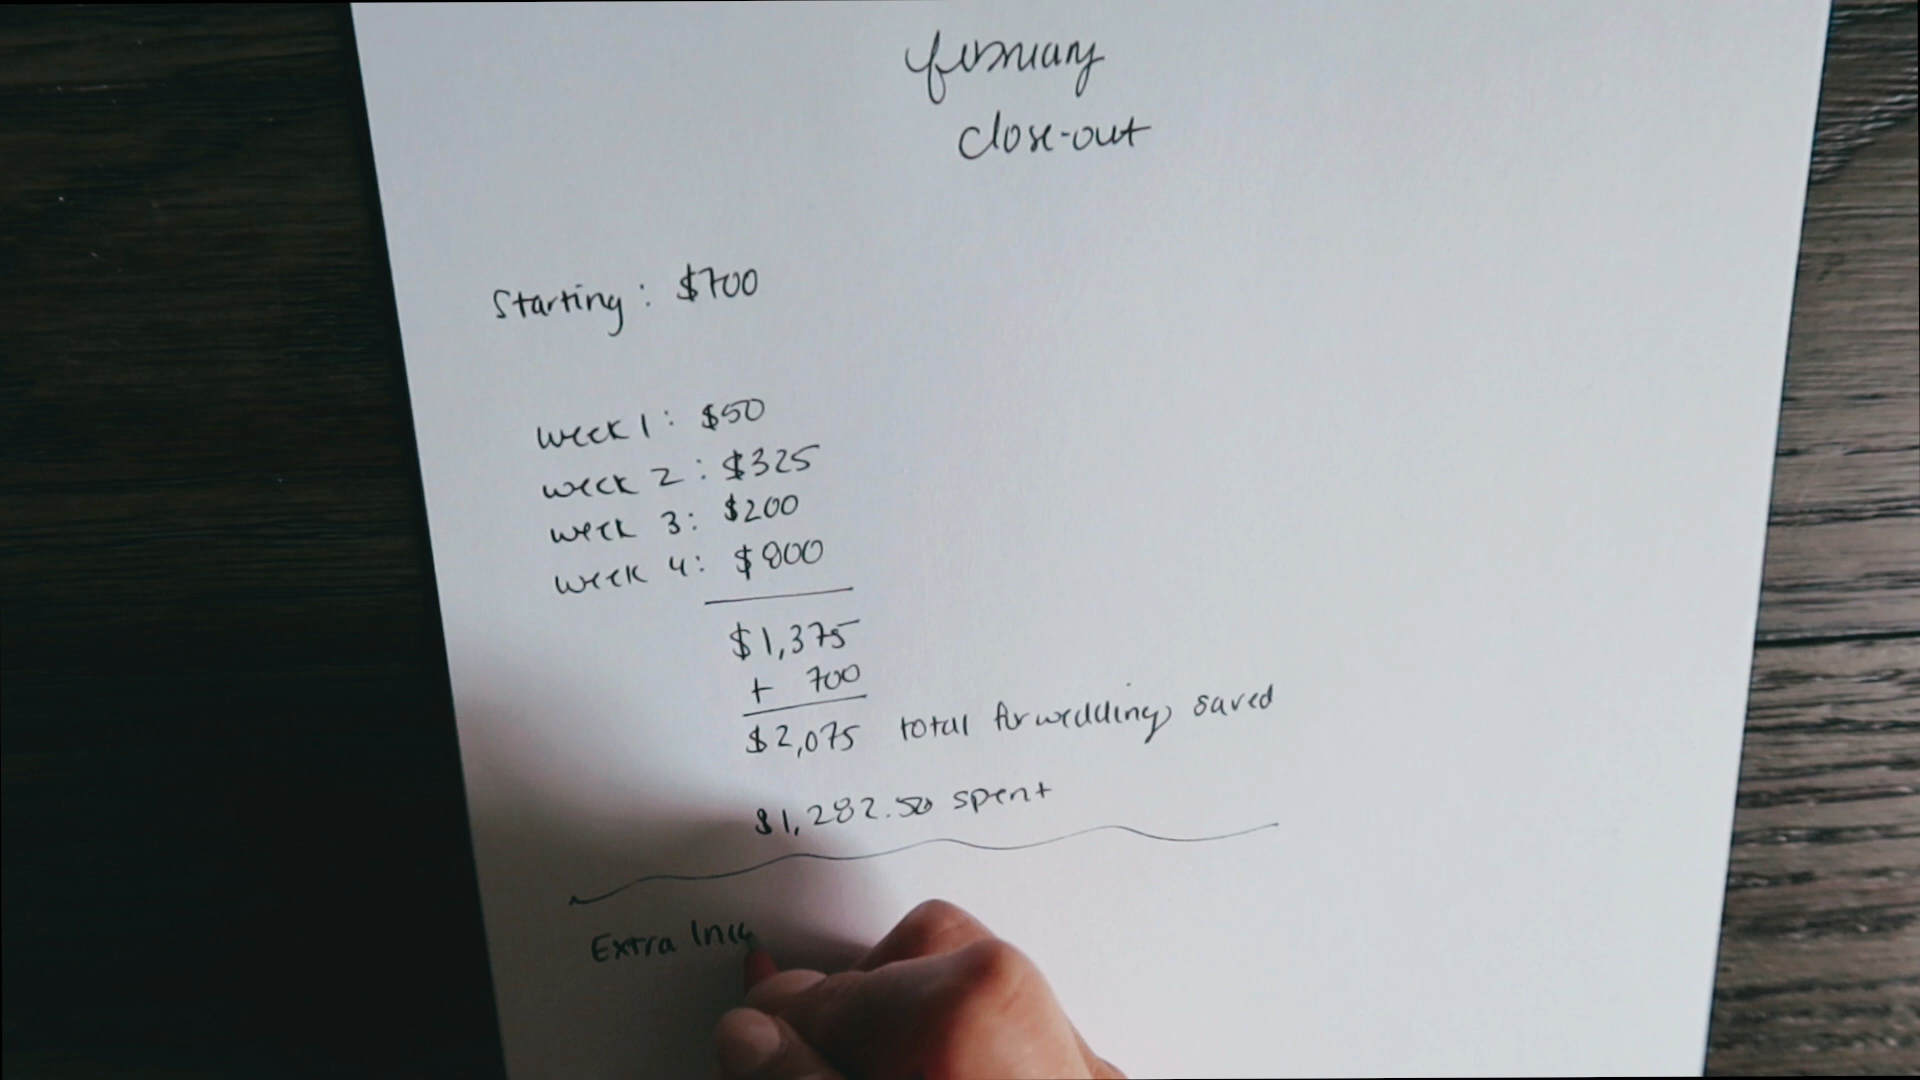 february
close-out
Starting: $700
week 1: $50
week 2: $325
week 3: $200
week 4: $800
$1,375
+ 700
$2,075 total for wedding saved
$1,282.50 spent
Extra Inco